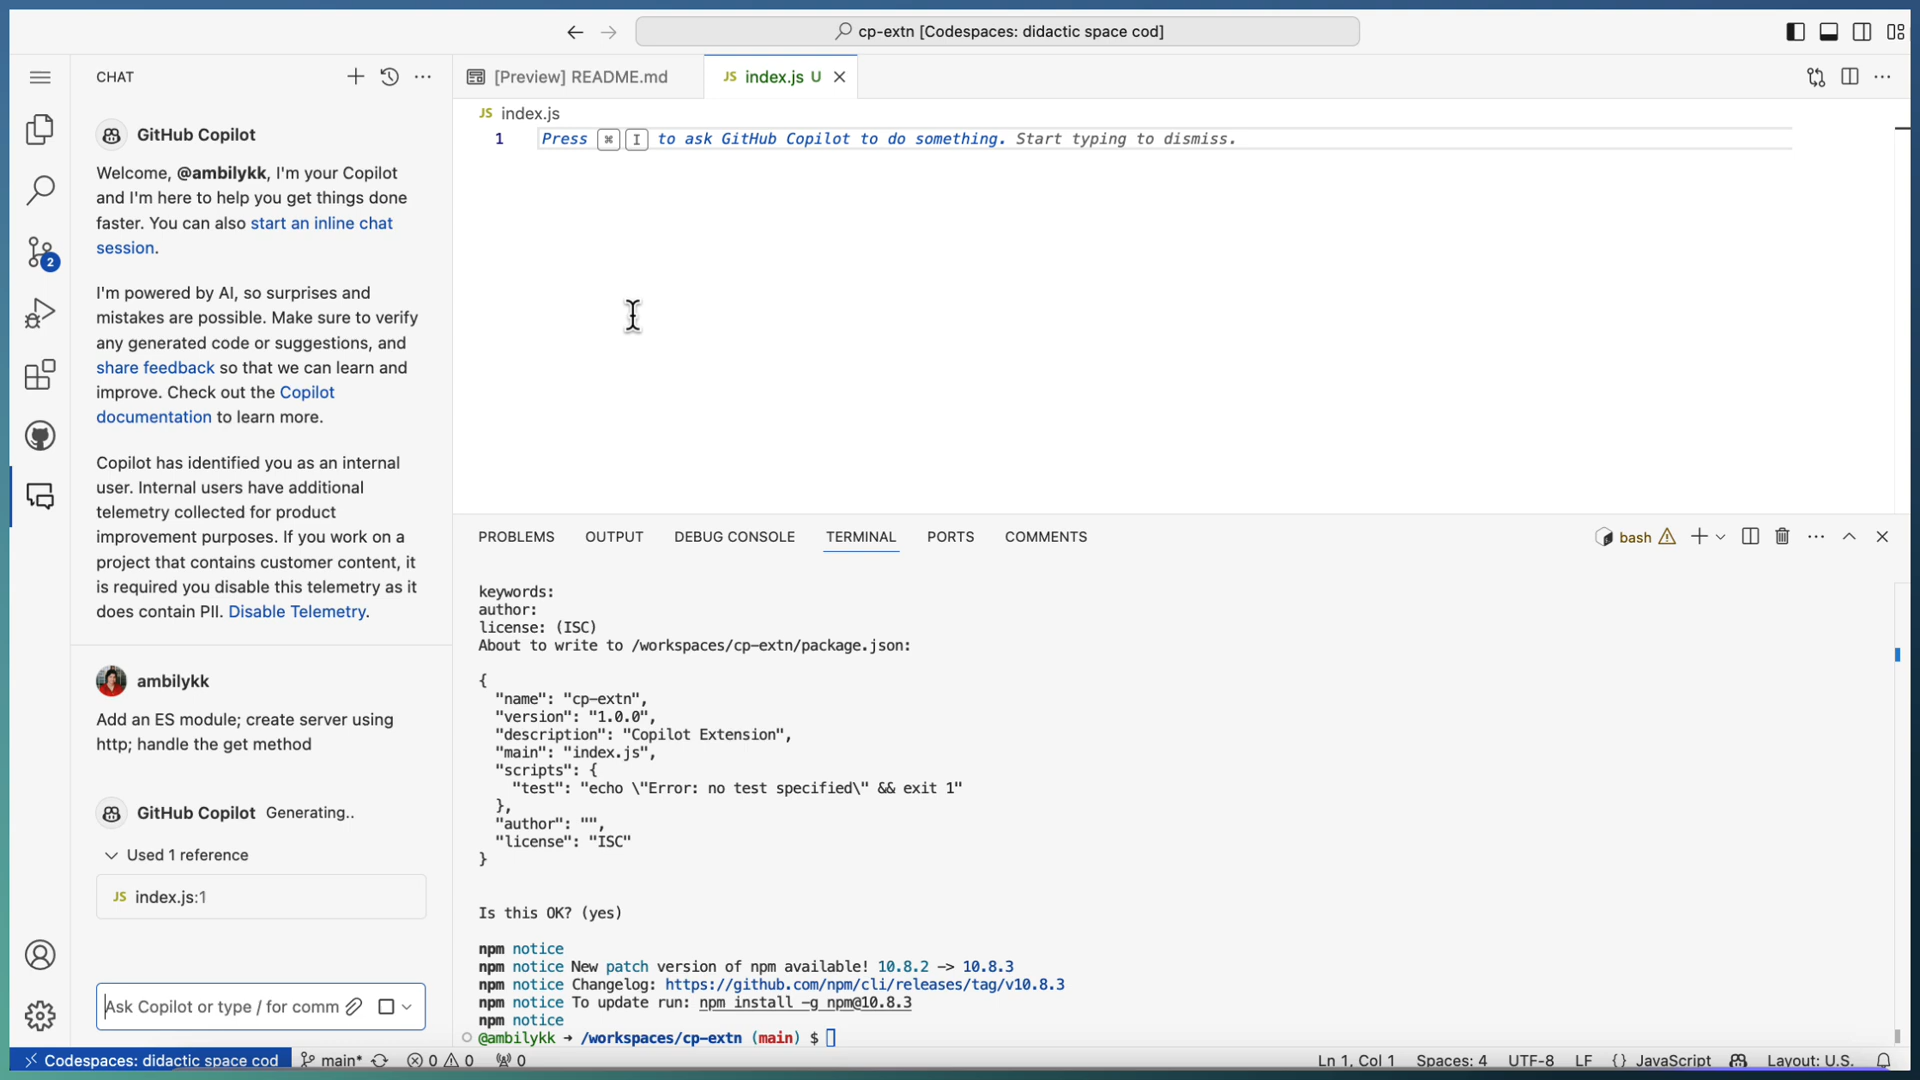 cp-extn [Codespaces: didactic space cod]
CHAT
[Preview] README.md
JS index.js U
JS index.js
1 Press ⌘ I to ask GitHub Copilot to do something. Start typing to dismiss.
GitHub Copilot
Welcome, @ambilykk, I'm your Copilot
and I'm here to help you get things done
faster. You can also start an inline chat
session.
I'm powered by AI, so surprises and
mistakes are possible. Make sure to verify
any generated code or suggestions, and
share feedback so that we can learn and
improve. Check out the Copilot
documentation to learn more.
Copilot has identified you as an internal
user. Internal users have additional
telemetry collected for product
improvement purposes. If you work on a
project that contains customer content, it
is required you disable this telemetry as it
does contain PII. Disable Telemetry.
2
ambilykk
Add an ES module; create server using
http; handle the get method
GitHub Copilot Generating..
Used 1 reference
JS index.js:1
Ask Copilot or type / for comm
PROBLEMS OUTPUT DEBUG CONSOLE TERMINAL PORTS COMMENTS
bash
keywords:
author:
license: (ISC)
About to write to /workspaces/cp-extn/package.json:
{
"name": "cp-extn",
"version": "1.0.0",
"description": "Copilot Extension",
"main": "index.js",
"scripts": {
"test": "echo \"Error: no test specified\" && exit 1"
},
"author": "",
"license": "ISC"
}
Is this OK? (yes)
npm notice
npm notice New patch version of npm available! 10.8.2 -> 10.8.3
npm notice Changelog: https://github.com/npm/cli/releases/tag/v10.8.3
npm notice To update run: npm install -g npm@10.8.3
npm notice
@ambilykk → /workspaces/cp-extn (main) $
Codespaces: didactic space cod main* 0 0 0
Ln 1, Col 1 Spaces: 4 UTF-8 LF {} JavaScript Layout: U.S.